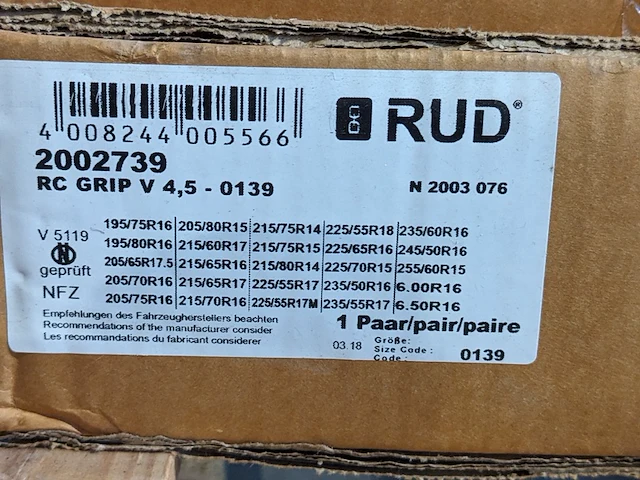 4 008244 005566
RUD®
2002739
RC GRIP V 4,5 - 0139
N 2003 076
V 5119
N
geprüft
NFZ
195/75R16 205/80R15 215/75R14 225/55R18 235/60R16
195/80R16 215/60R17 215/75R15 225/65R16 245/50R16
205/65R17.5 215/65R16 215/80R14 225/70R15 255/60R15
205/70R16 215/65R17 225/55R17 235/50R16 6.00R16
205/75R16 215/70R16 225/55R17M 235/55R17 6.50R16
Empfehlungen des Fahrzeugherstellers beachten
Recommendations of the manufacturer consider
Les recommandations du fabricant considerer
1 Paar/pair/paire
03.18
Größe:
Size Code :
Code :
0139